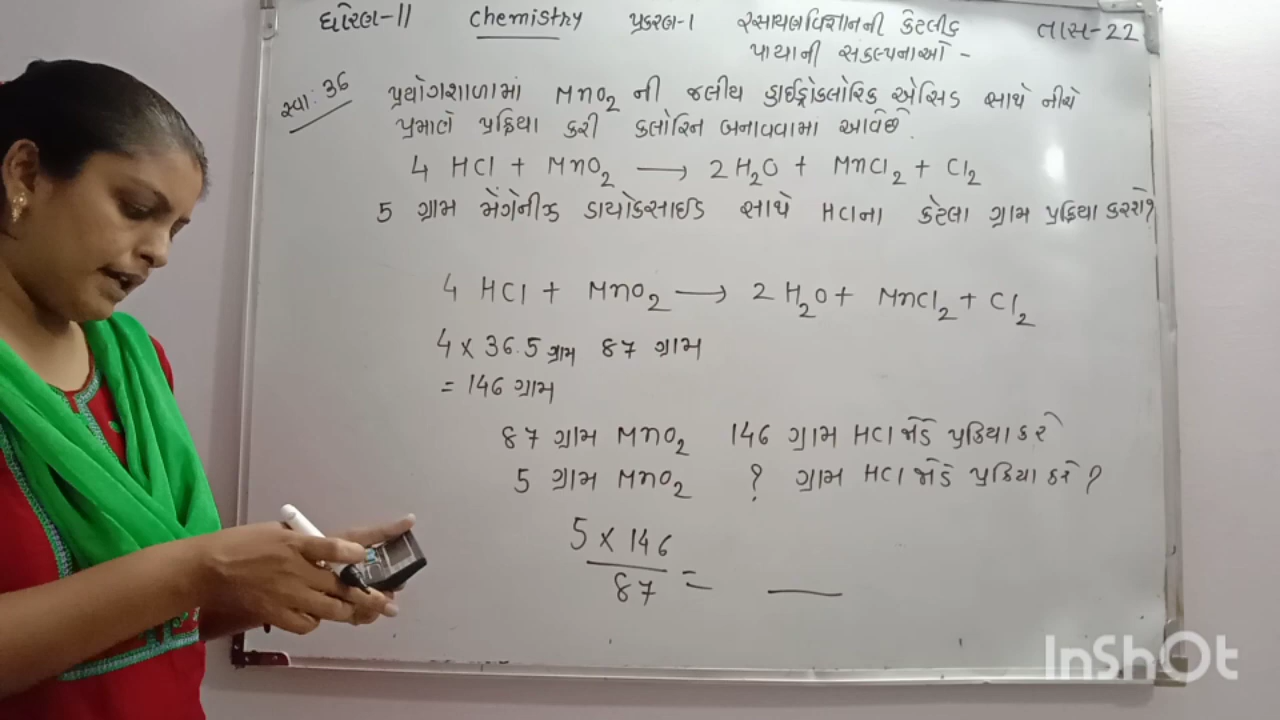 ધોરણ-11 Chemistry પ્રકરણ-1 રસાયણવિજ્ઞાનની કેટલીક પાયાની સંકલ્પનાઓ - તાસ-22
સ્વા: 36
પ્રયોગશાળામાં MnO2 ની જલીય હાઈડ્રોક્લોરિક એસિડ સાથે નીચે
પ્રમાણે પ્રક્રિયા કરી ક્લોરિન બનાવવામા આવેછે.
4 HCl + MnO2 → 2 H2O + MnCl2 + Cl2
5 ગ્રામ મેંગેનીઝ ડાયોકસાઈડ સાથે HCl ના કેટલા ગ્રામ પ્રક્રિયા કરશે?
4 HCl + MnO2 → 2 H2O + MnCl2 + Cl2
4 × 36.5 ગ્રામ 87 ગ્રામ
= 146 ગ્રામ
87 ગ્રામ MnO2 146 ગ્રામ HCl જોડે પ્રક્રિયા કરે
5 ગ્રામ MnO2 ? ગ્રામ HCl જોડે પ્રક્રિયા કરે?
5 × 146
87 = __
InShOt